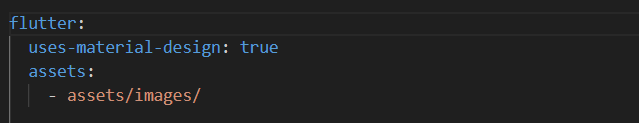 flutter:
  uses-material-design: true
  assets:
    - assets/images/